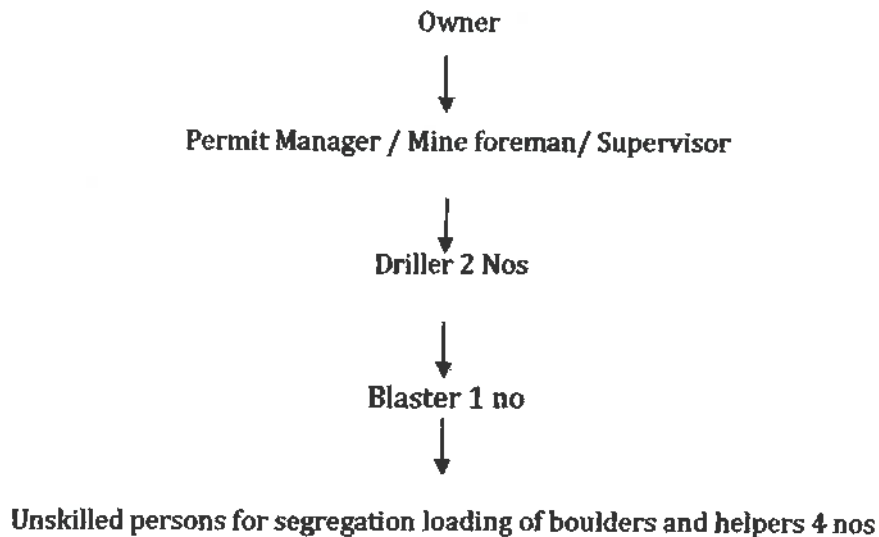 Owner
Permit Manager / Mine foreman/ Supervisor
Driller 2 Nos
Blaster 1 no
Unskilled persons for segregation loading of boulders and helpers 4 nos